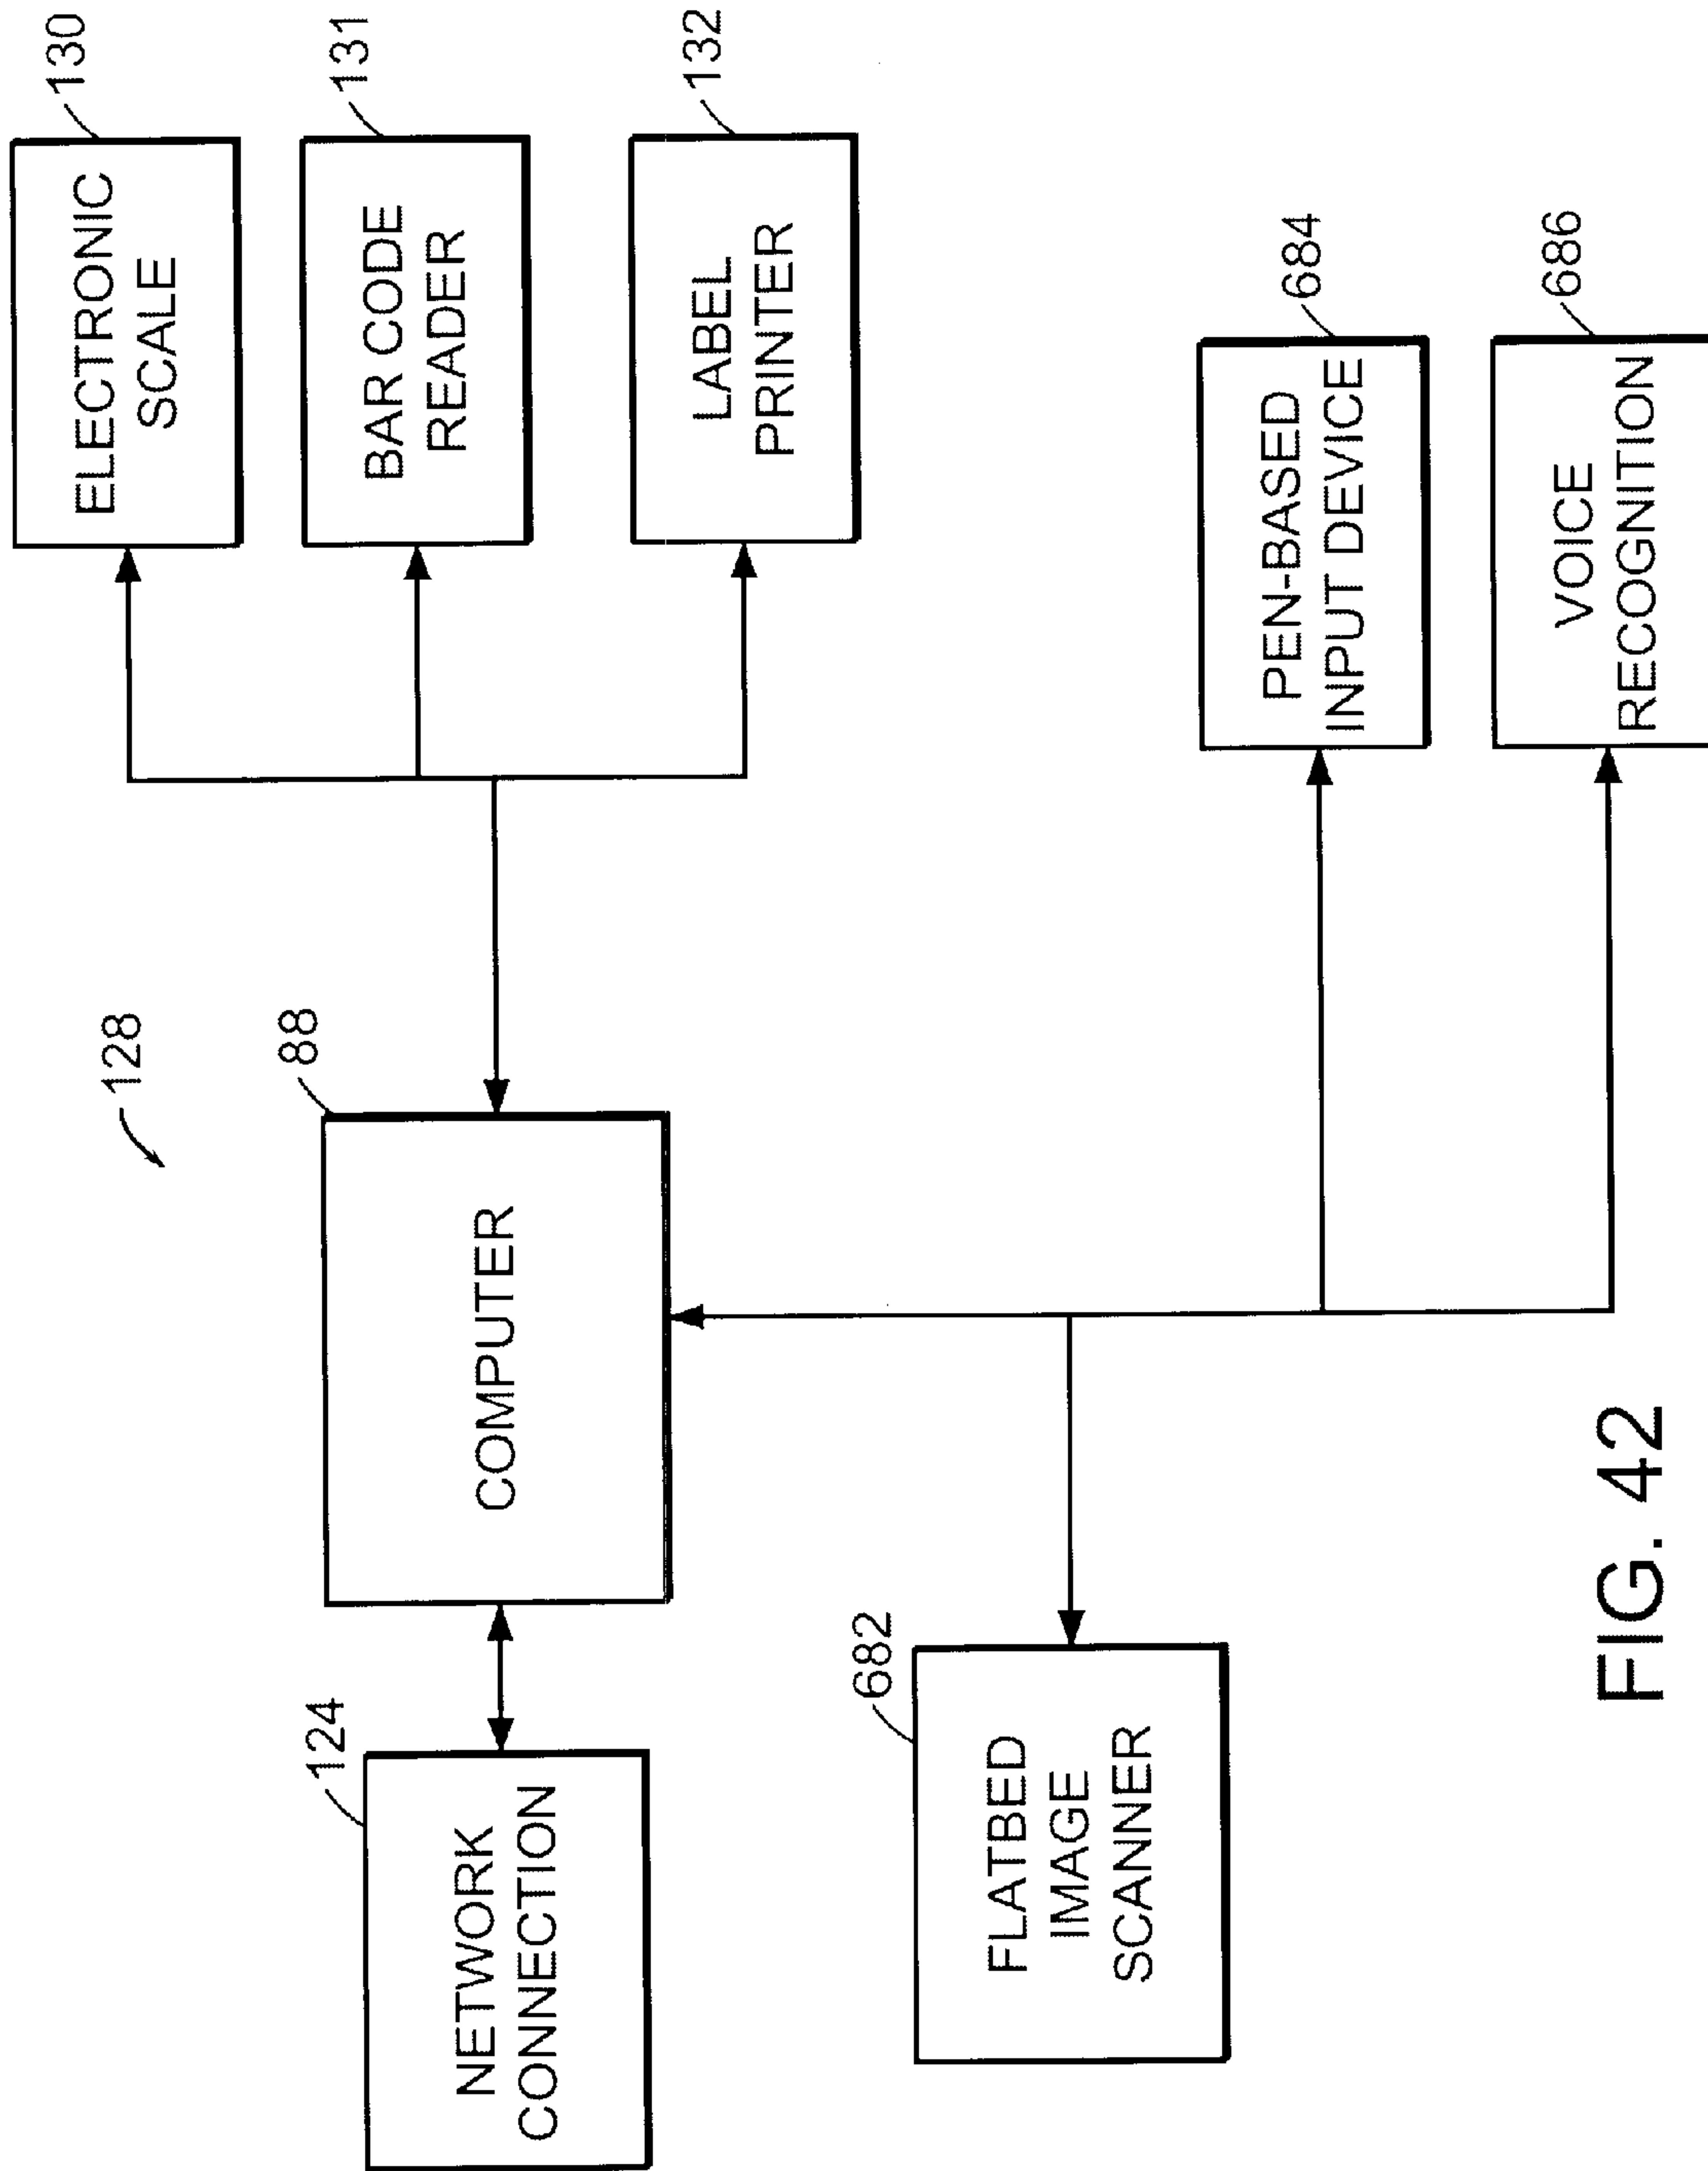 128
NETWORK
CONNECTION
124
COMPUTER
88
ELECTRONIC
SCALE
130
BAR CODE
READER
131
LABEL
PRINTER
132
FLATBED
IMAGE
SCANNER
682
PEN-BASED
INPUT DEVICE
684
VOICE
RECOGNITION
686
FIG. 42